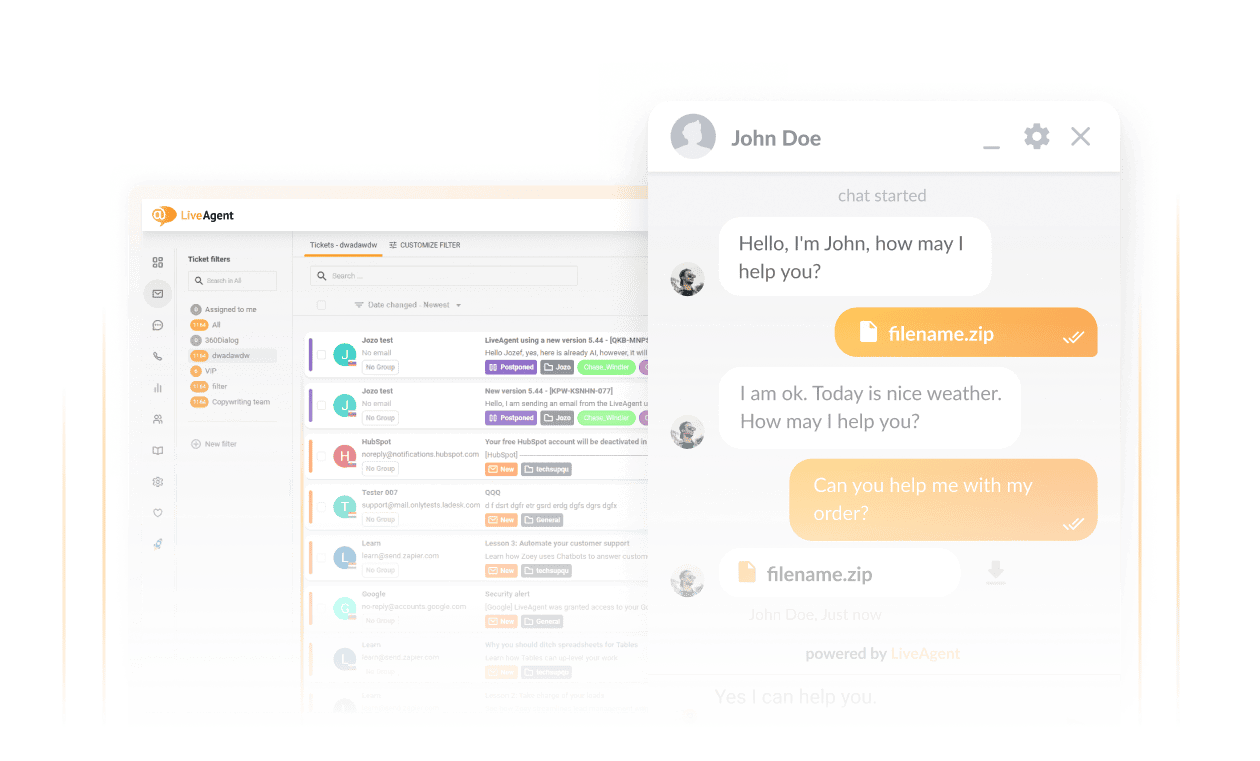 LiveAgent
Ticket filters
Search in All
0 Assigned to me
All
0 360Dialog
dwadawdw
VIP
filter
Copywriting team
New filter
Tickets - dwadawdw
CUSTOMIZE FILTER
Search ...
Date changed - Newest
J
Jozo test
No email
No Group
LiveAgent using a new version 5.44 - [QKB-MNPS
Hello Jozef, yes, here is already AI, however, it will
Postponed Jozo Chase_Windler
J
Jozo test
No email
No Group
New version 5.44 - [KPW-KSNHN-077]
Hello, I am sending an email from the LiveAgent u
Postponed Jozo Chase_Windler
H
HubSpot
noreply@notifications.hubspot.com
No Group
Your free HubSpot account will be deactivated in
[HubSpot]
New techsupqu
T
Tester 007
support@mail.onlytests.ladesk.com
No Group
QQQ
d f dsrt dgfr etr gsrd erdg dgfs dgrs dgfx
New General
L
Learn
learn@send.zapier.com
No Group
Lesson 3: Automate your customer support
Learn how Zoey uses Chatbots to answer custome
New techsupqu
G
Google
no-reply@accounts.google.com
No Group
Security alert
[Google] LiveAgent was granted access to your Go
New General
L
Learn
learn@send.zapier.com
No Group
Why you should ditch spreadsheets for Tables
Learn how Tables can up-level your work
New techsupqu
John Doe
chat started
Hello, I'm John, how may I
help you?
filename.zip
I am ok. Today is nice weather.
How may I help you?
Can you help me with my
order?
filename.zip
John Doe, Just now
powered by LiveAgent
Yes I can help you.